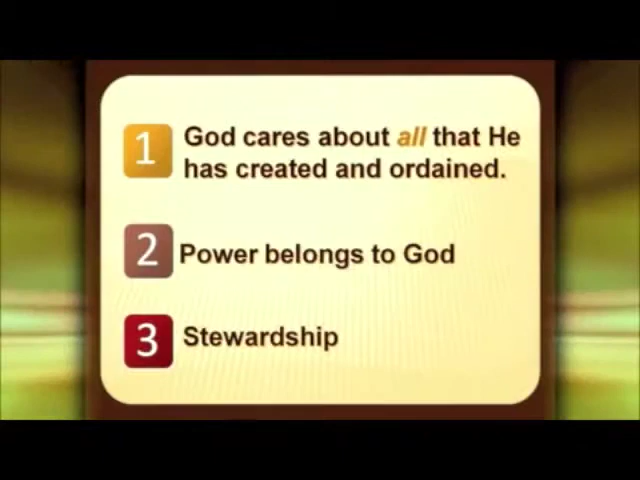 1 God cares about all that He
has created and ordained.
2 Power belongs to God
3 Stewardship